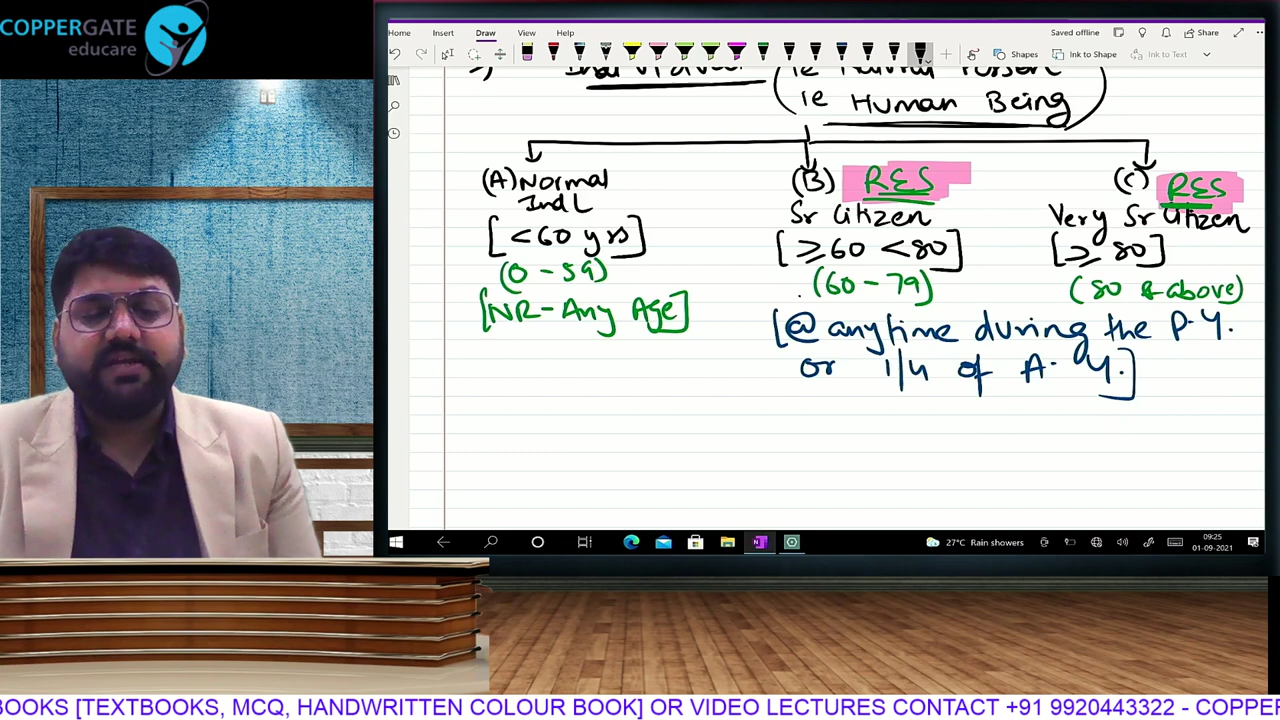 COPPERGATE
educare
Home Insert Draw View Help
Saved offline
Share
Shapes
Ink to Shape
Ink to Text
(ie Natural Person
(ie Human Being)
(A) Normal
Indl
[<60 yrs]
(0 - 59)
[NR-Any Age]
(B) RES
Sr Citizen
[≥60 <80]
(60 - 79)
(C) RES
Very Sr Citizen
[≥ 80]
(80 & above)
[@ anytime during the P.Y.
or 1/4 of A.Y.]
27°C Rain showers
09:25
01-09-2021
BOOKS [TEXTBOOKS, MCQ, HANDWRITTEN COLOUR BOOK] OR VIDEO LECTURES CONTACT +91 9920443322 - COPPER